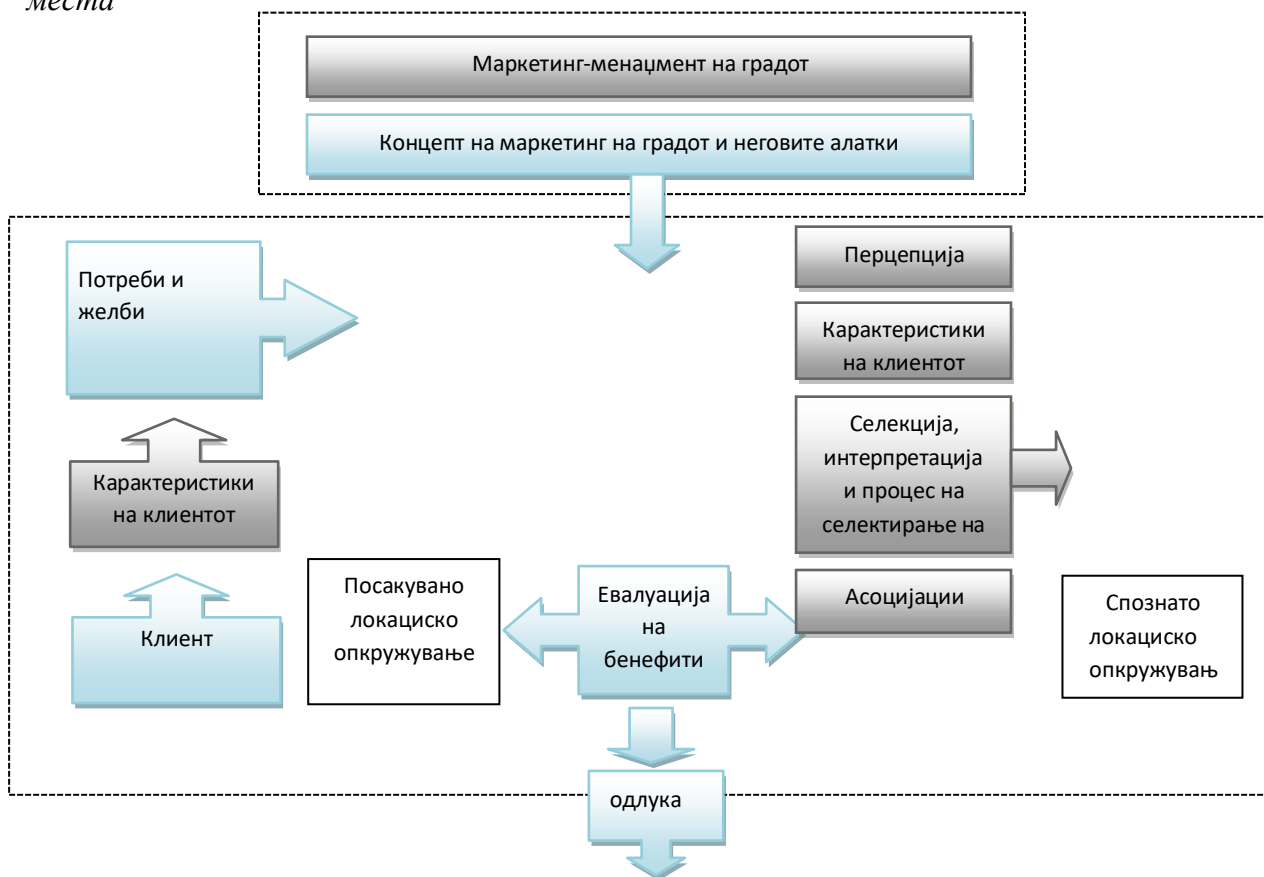 места
Маркетинг-менаџмент на градот
Концепт на маркетинг на градот и неговите алатки
Потреби и
желби
Карактеристики
на клиентот
Клиент
Посакувано
локациско
опкружување
Евалуација
на
бенефити
одлука
Перцепција
Карактеристики
на клиентот
Селекција,
интерпретација
и процес на
селектирање на
Асоцијации
Спознато
локациско
опкружувањ